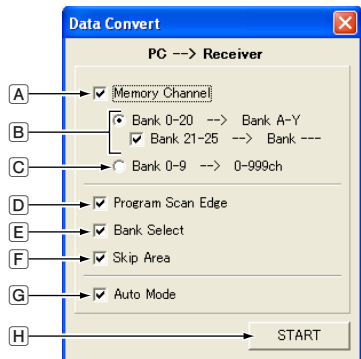 Data Convert
PC --> Receiver
A Memory Channel
B Bank 0-20 --> Bank A-Y
Bank 21-25 --> Bank ---
C Bank 0-9 --> 0-999ch
D Program Scan Edge
E Bank Select
F Skip Area
G Auto Mode
H START